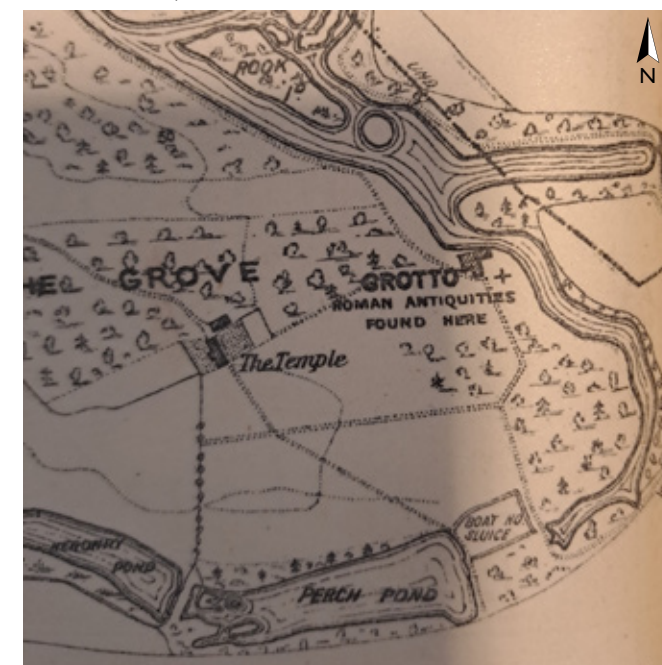 N
ROOK
HE GROVE
GROTTO
ROMAN ANTIQUITIES
FOUND HERE
The Temple
BOAT HO.
SLUICE
HERONRY
POND
PERCH POND